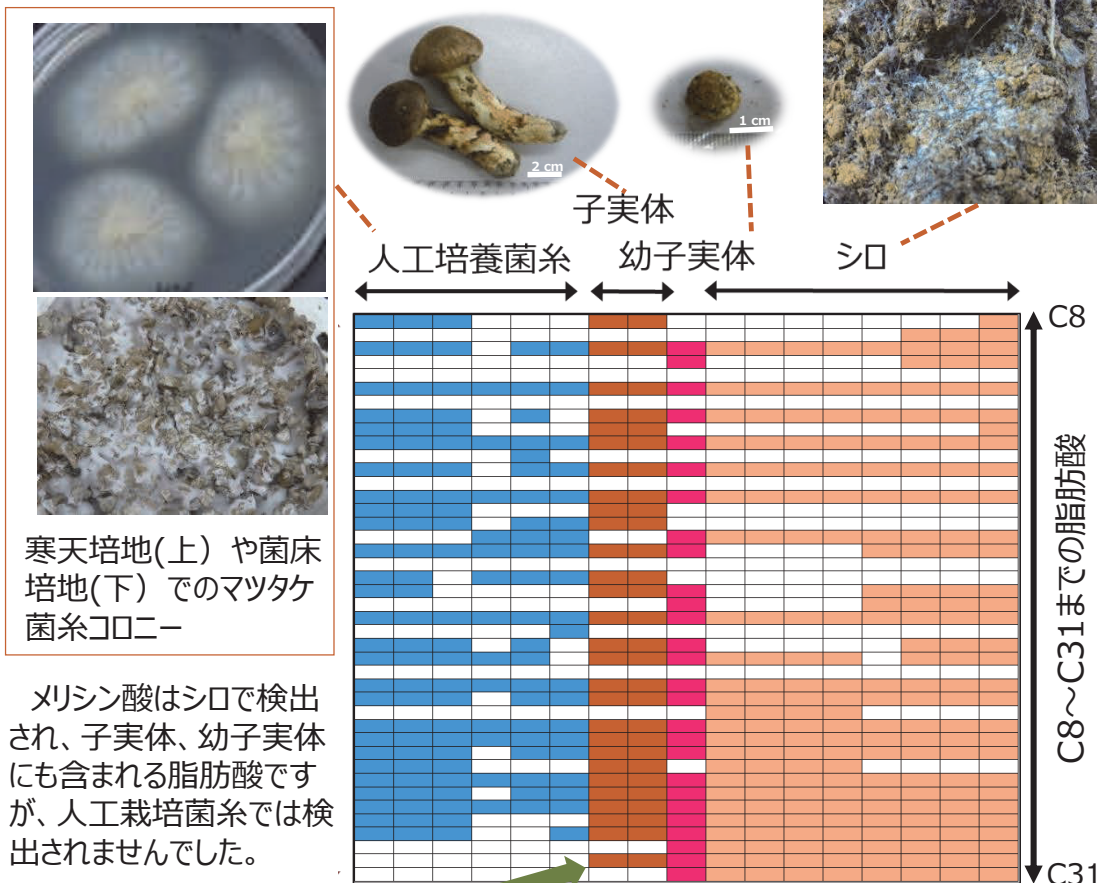 2 cm
1 cm
子実体
人工培養菌糸
幼子実体
シロ
C8
C8～C31までの脂肪酸
C31
寒天培地(上）や菌床
培地(下）でのマツタケ
菌糸コロニー
メリシン酸はシロで検出
され、子実体、幼子実体
にも含まれる脂肪酸です
が、人工栽培菌糸では検
出されませんでした。